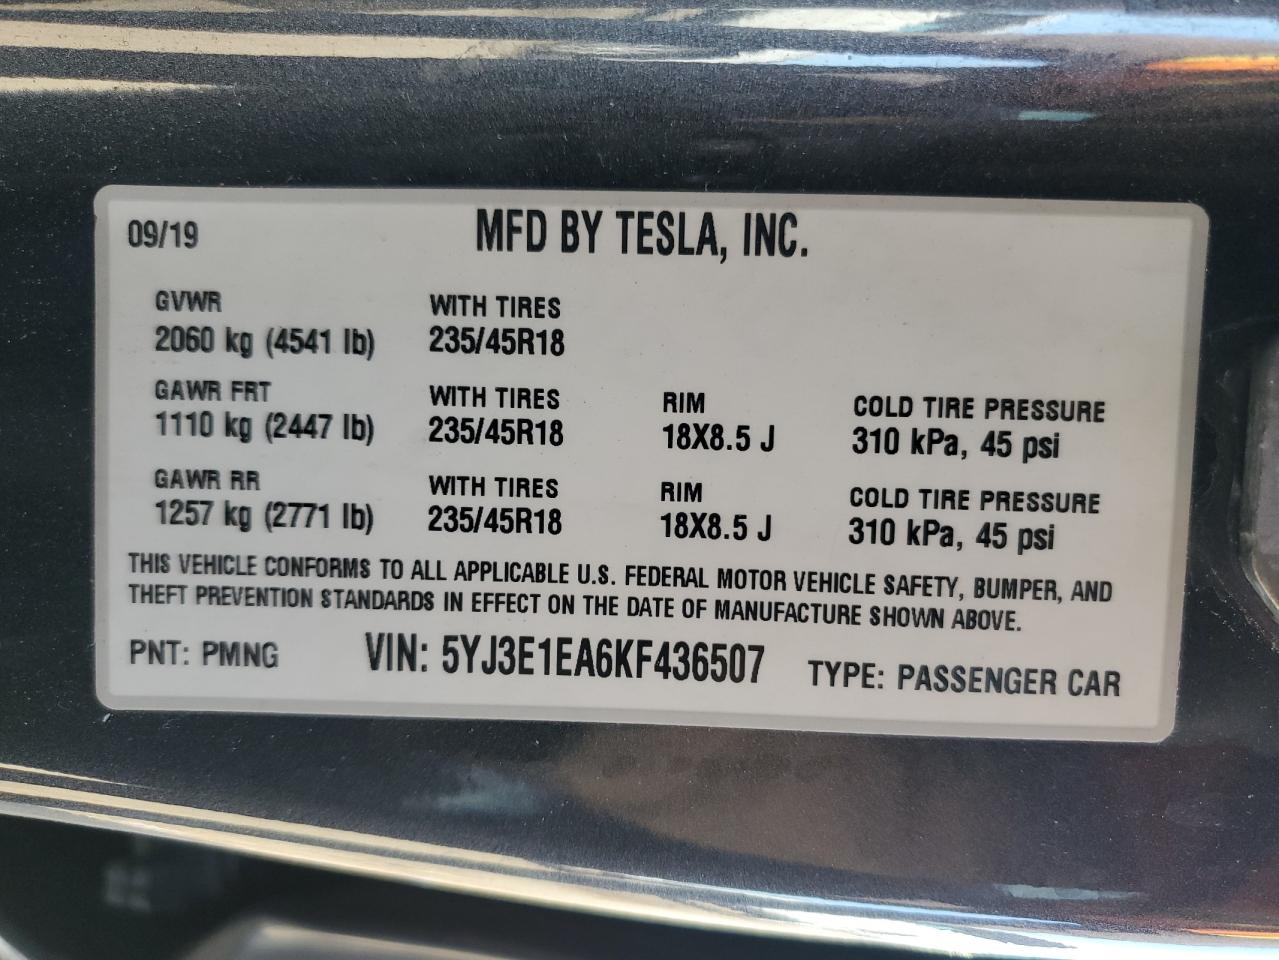 09/19 MFD BY TESLA, INC.
GVWR WITH TIRES
2060 kg (4541 lb) 235/45R18
GAWR FRT WITH TIRES RIM COLD TIRE PRESSURE
1110 kg (2447 lb) 235/45R18 18X8.5 J 310 kPa, 45 psi
GAWR RR WITH TIRES RIM COLD TIRE PRESSURE
1257 kg (2771 lb) 235/45R18 18X8.5 J 310 kPa, 45 psi
THIS VEHICLE CONFORMS TO ALL APPLICABLE U.S. FEDERAL MOTOR VEHICLE SAFETY, BUMPER, AND
THEFT PREVENTION STANDARDS IN EFFECT ON THE DATE OF MANUFACTURE SHOWN ABOVE.
PNT: PMNG VIN: 5YJ3E1EA6KF436507 TYPE: PASSENGER CAR